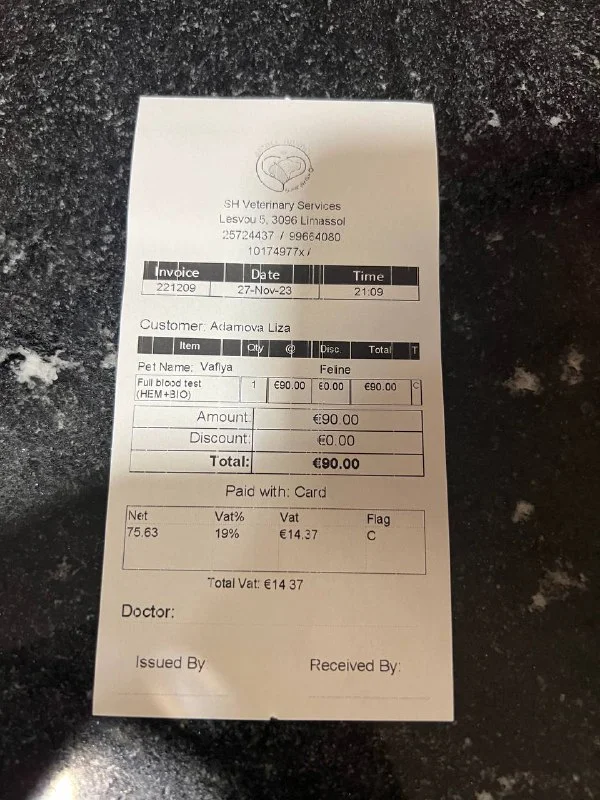 SH Veterinary Services
Lesvou 5, 3096 Limassol
25724437 / 99664080
10174977x /
Invoice Date Time
221209 27-Nov-23 21:09
Customer: Adamova Liza
Item Qty @ Disc Total T
Pet Name: Vafiya Feline
Full blood test 1 €90.00 £0.00 €90.00 C
(HEM+BIO)
Amount: €90.00
Discount: €0.00
Total: €90.00
Paid with: Card
Net Vat% Vat Flag
75.63 19% €14.37 C
Total Vat: €14.37
Doctor:
Issued By Received By: